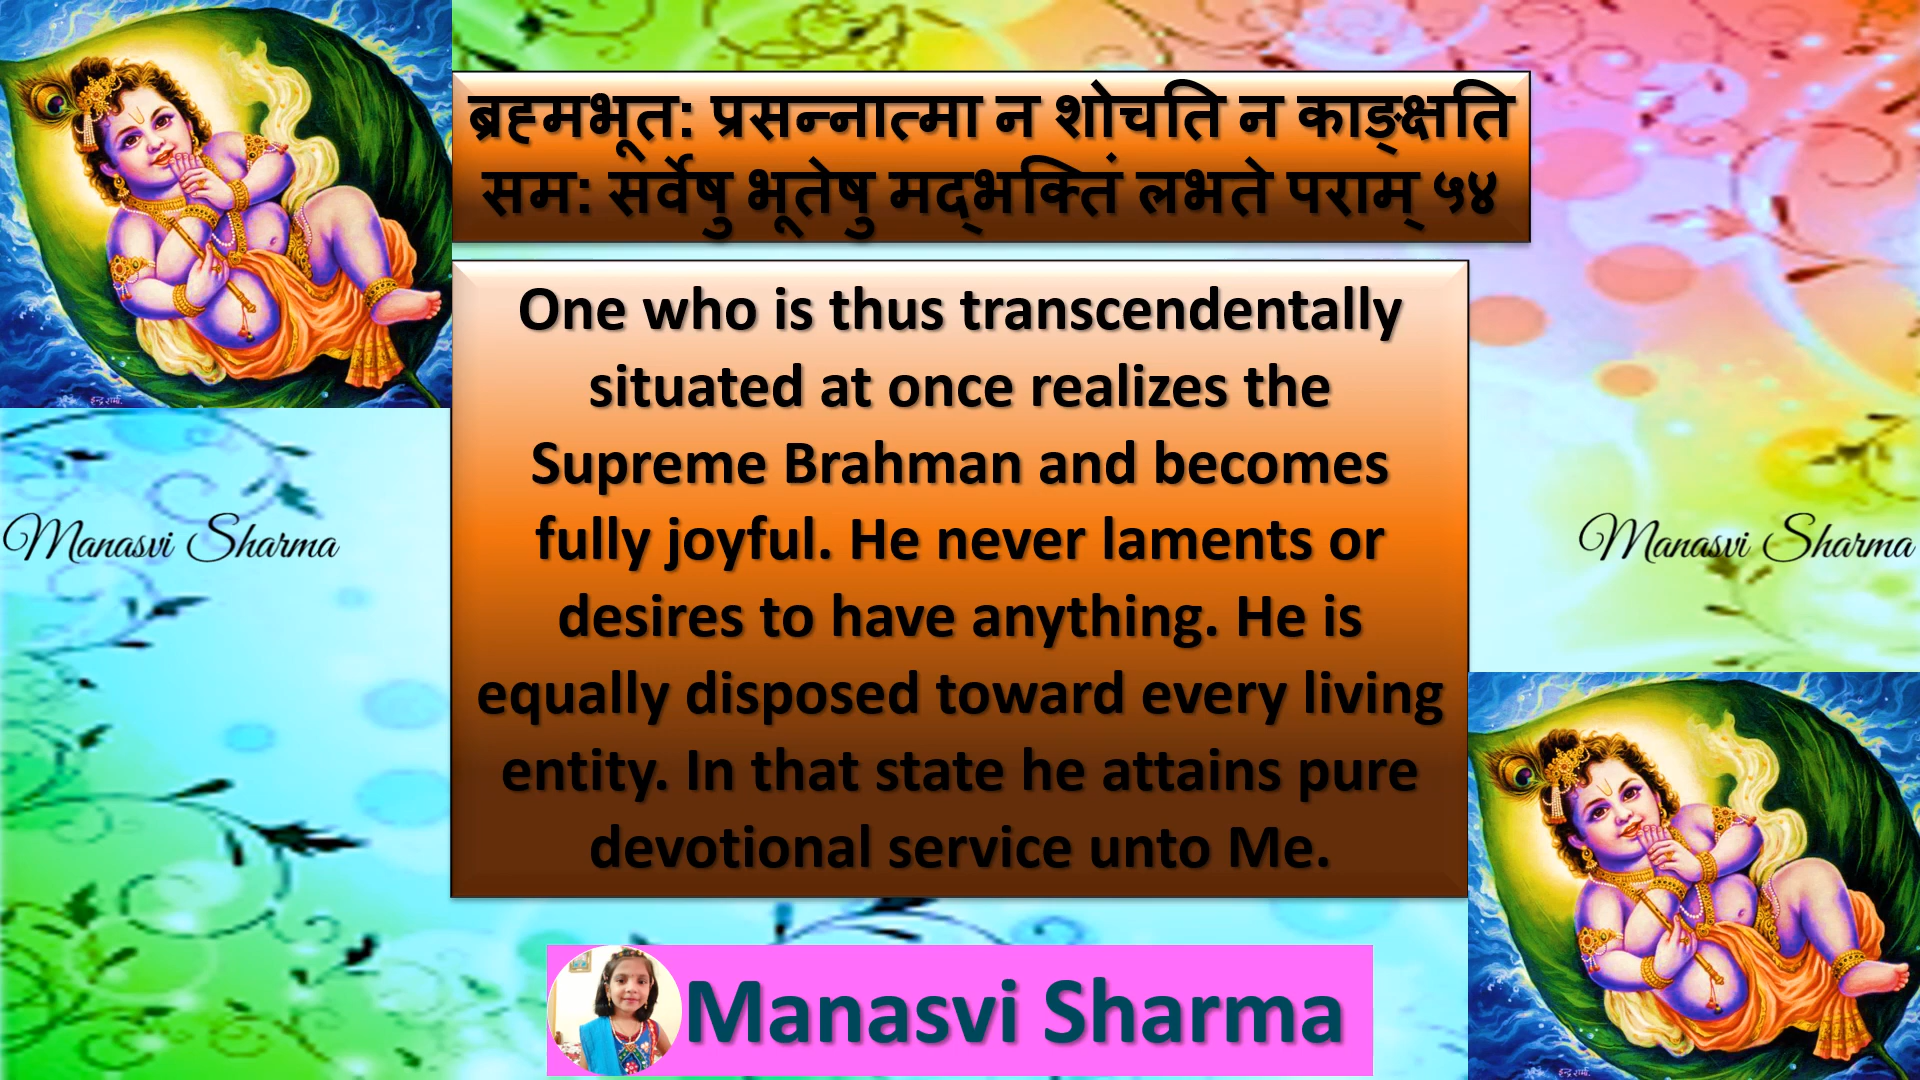 ब्रह्मभूत: प्रसन्नात्मा न शोचति न काङ्क्षति
सम: सर्वेषु भूतेषु मद्भक्तिं लभते पराम् ५४
One who is thus transcendentally
situated at once realizes the
Supreme Brahman and becomes
fully joyful. He never laments or
desires to have anything. He is
equally disposed toward every living
entity. In that state he attains pure
devotional service unto Me.
Manasvi Sharma
Manasvi Sharma
Manasvi Sharma